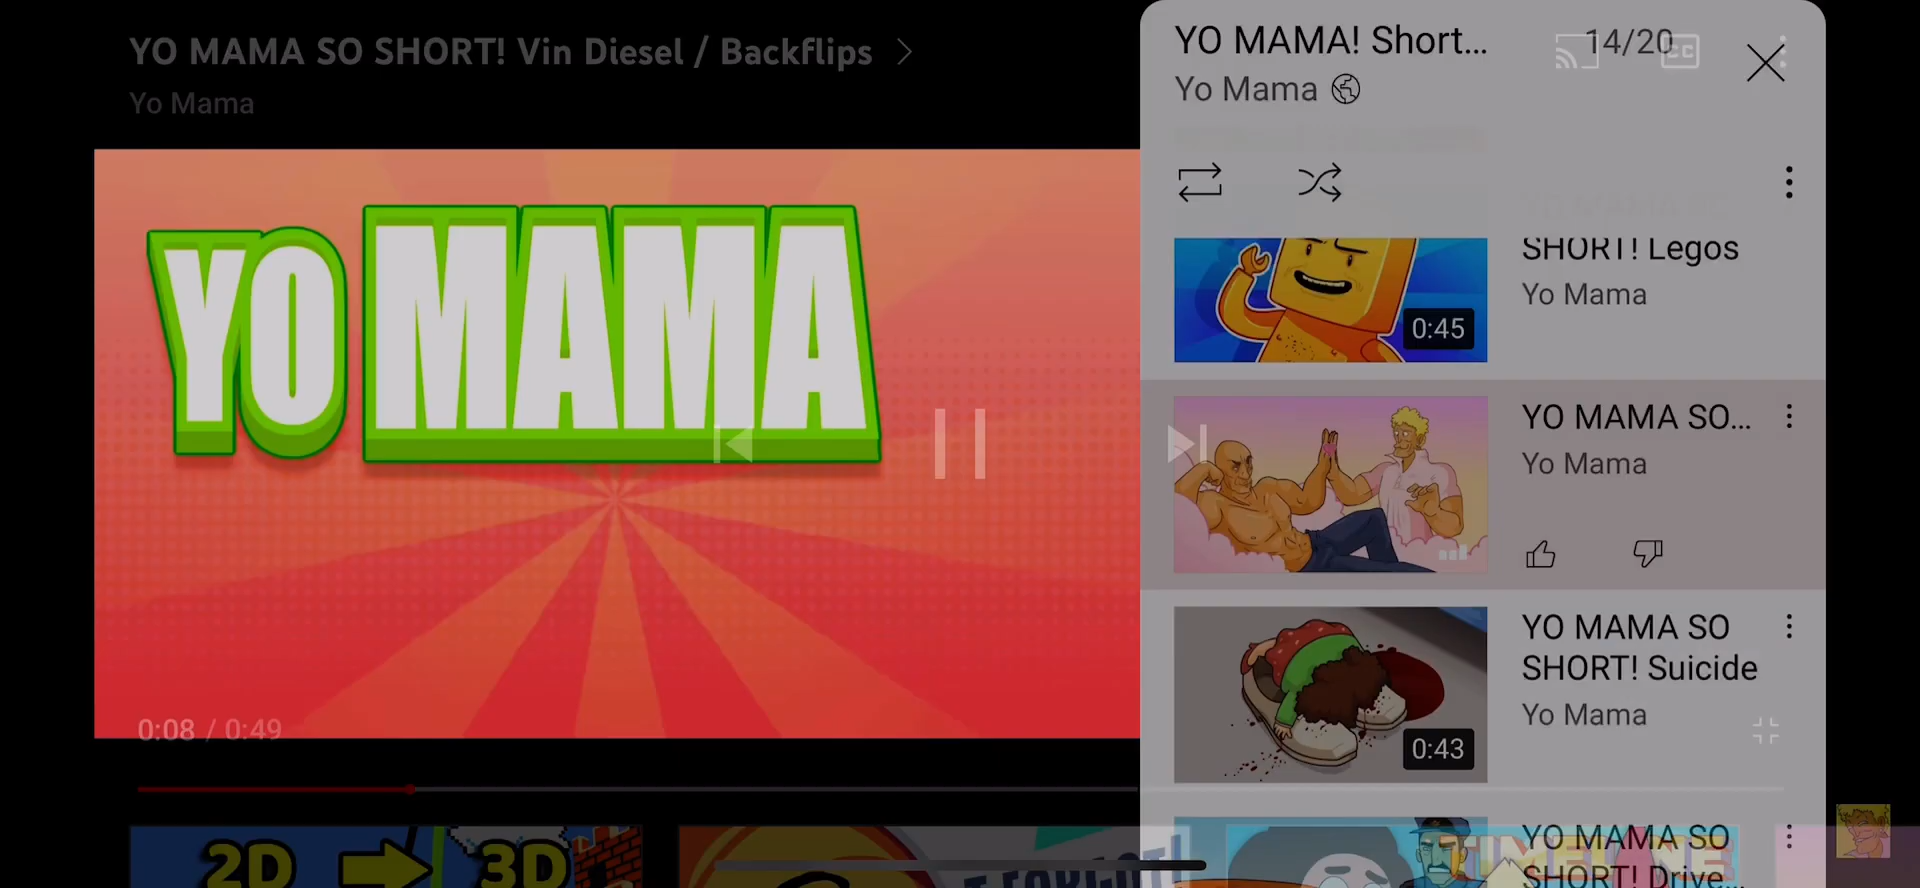 YO MAMA SO SHORT! Vin Diesel / Backflips
Yo Mama
YO MAMA
0:08 / 0:49
2D 3D
YO MAMA! Short...
14/20
CC
Yo Mama
SHORT! Legos
Yo Mama
0:45
YO MAMA SO...
Yo Mama
YO MAMA SO
SHORT! Suicide
Yo Mama
0:43
YO MAMA SO
SHORT! Drive...
TIMELINE